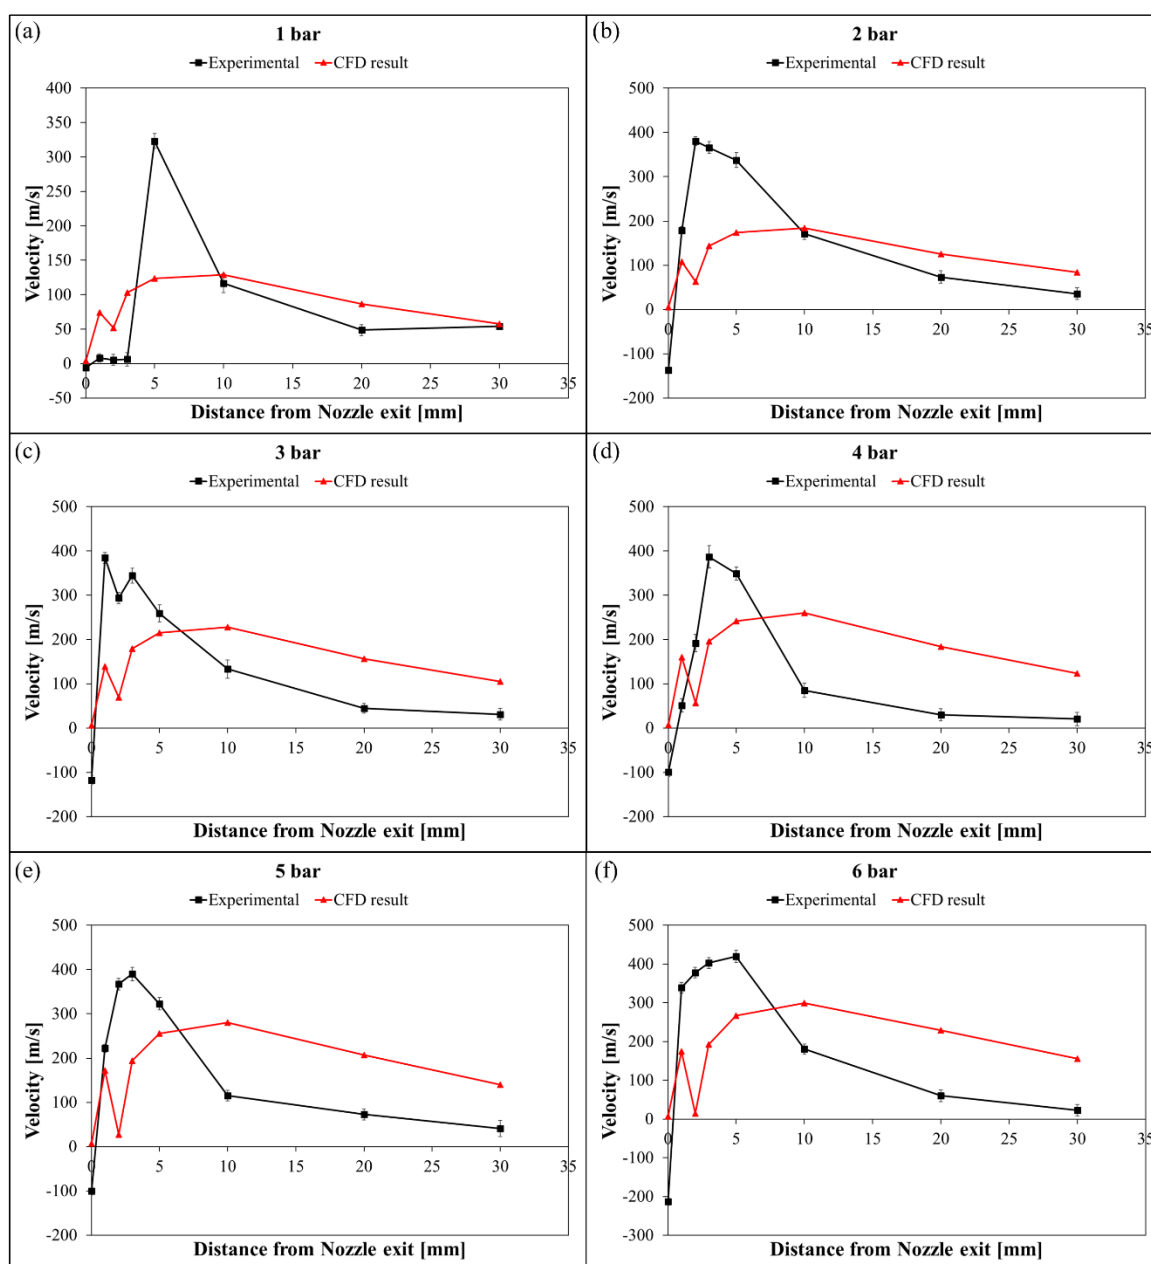 (a)
1 bar
Experimental CFD result
400
350
300
250
200
150
100
50
0
-50
0 5 10 15 20 25 30 35
Velocity [m/s]
Distance from Nozzle exit [mm]
(b)
2 bar
Experimental CFD result
500
400
300
200
100
0
-100
-200
0 5 10 15 20 25 30 35
Velocity [m/s]
Distance from Nozzle exit [mm]
(c)
3 bar
Experimental CFD result
500
400
300
200
100
0
-100
-200
0 5 10 15 20 25 30 35
Velocity [m/s]
Distance from Nozzle exit [mm]
(d)
4 bar
Experimental CFD result
500
400
300
200
100
0
-100
-200
0 5 10 15 20 25 30 35
Velocity [m/s]
Distance from Nozzle exit [mm]
(e)
5 bar
Experimental CFD result
500
400
300
200
100
0
-100
-200
0 5 10 15 20 25 30 35
Velocity [m/s]
Distance from Nozzle exit [mm]
(f)
6 bar
Experimental CFD result
500
400
300
200
100
0
-100
-200
-300
0 5 10 15 20 25 30 35
Velocity [m/s]
Distance from Nozzle exit [mm]